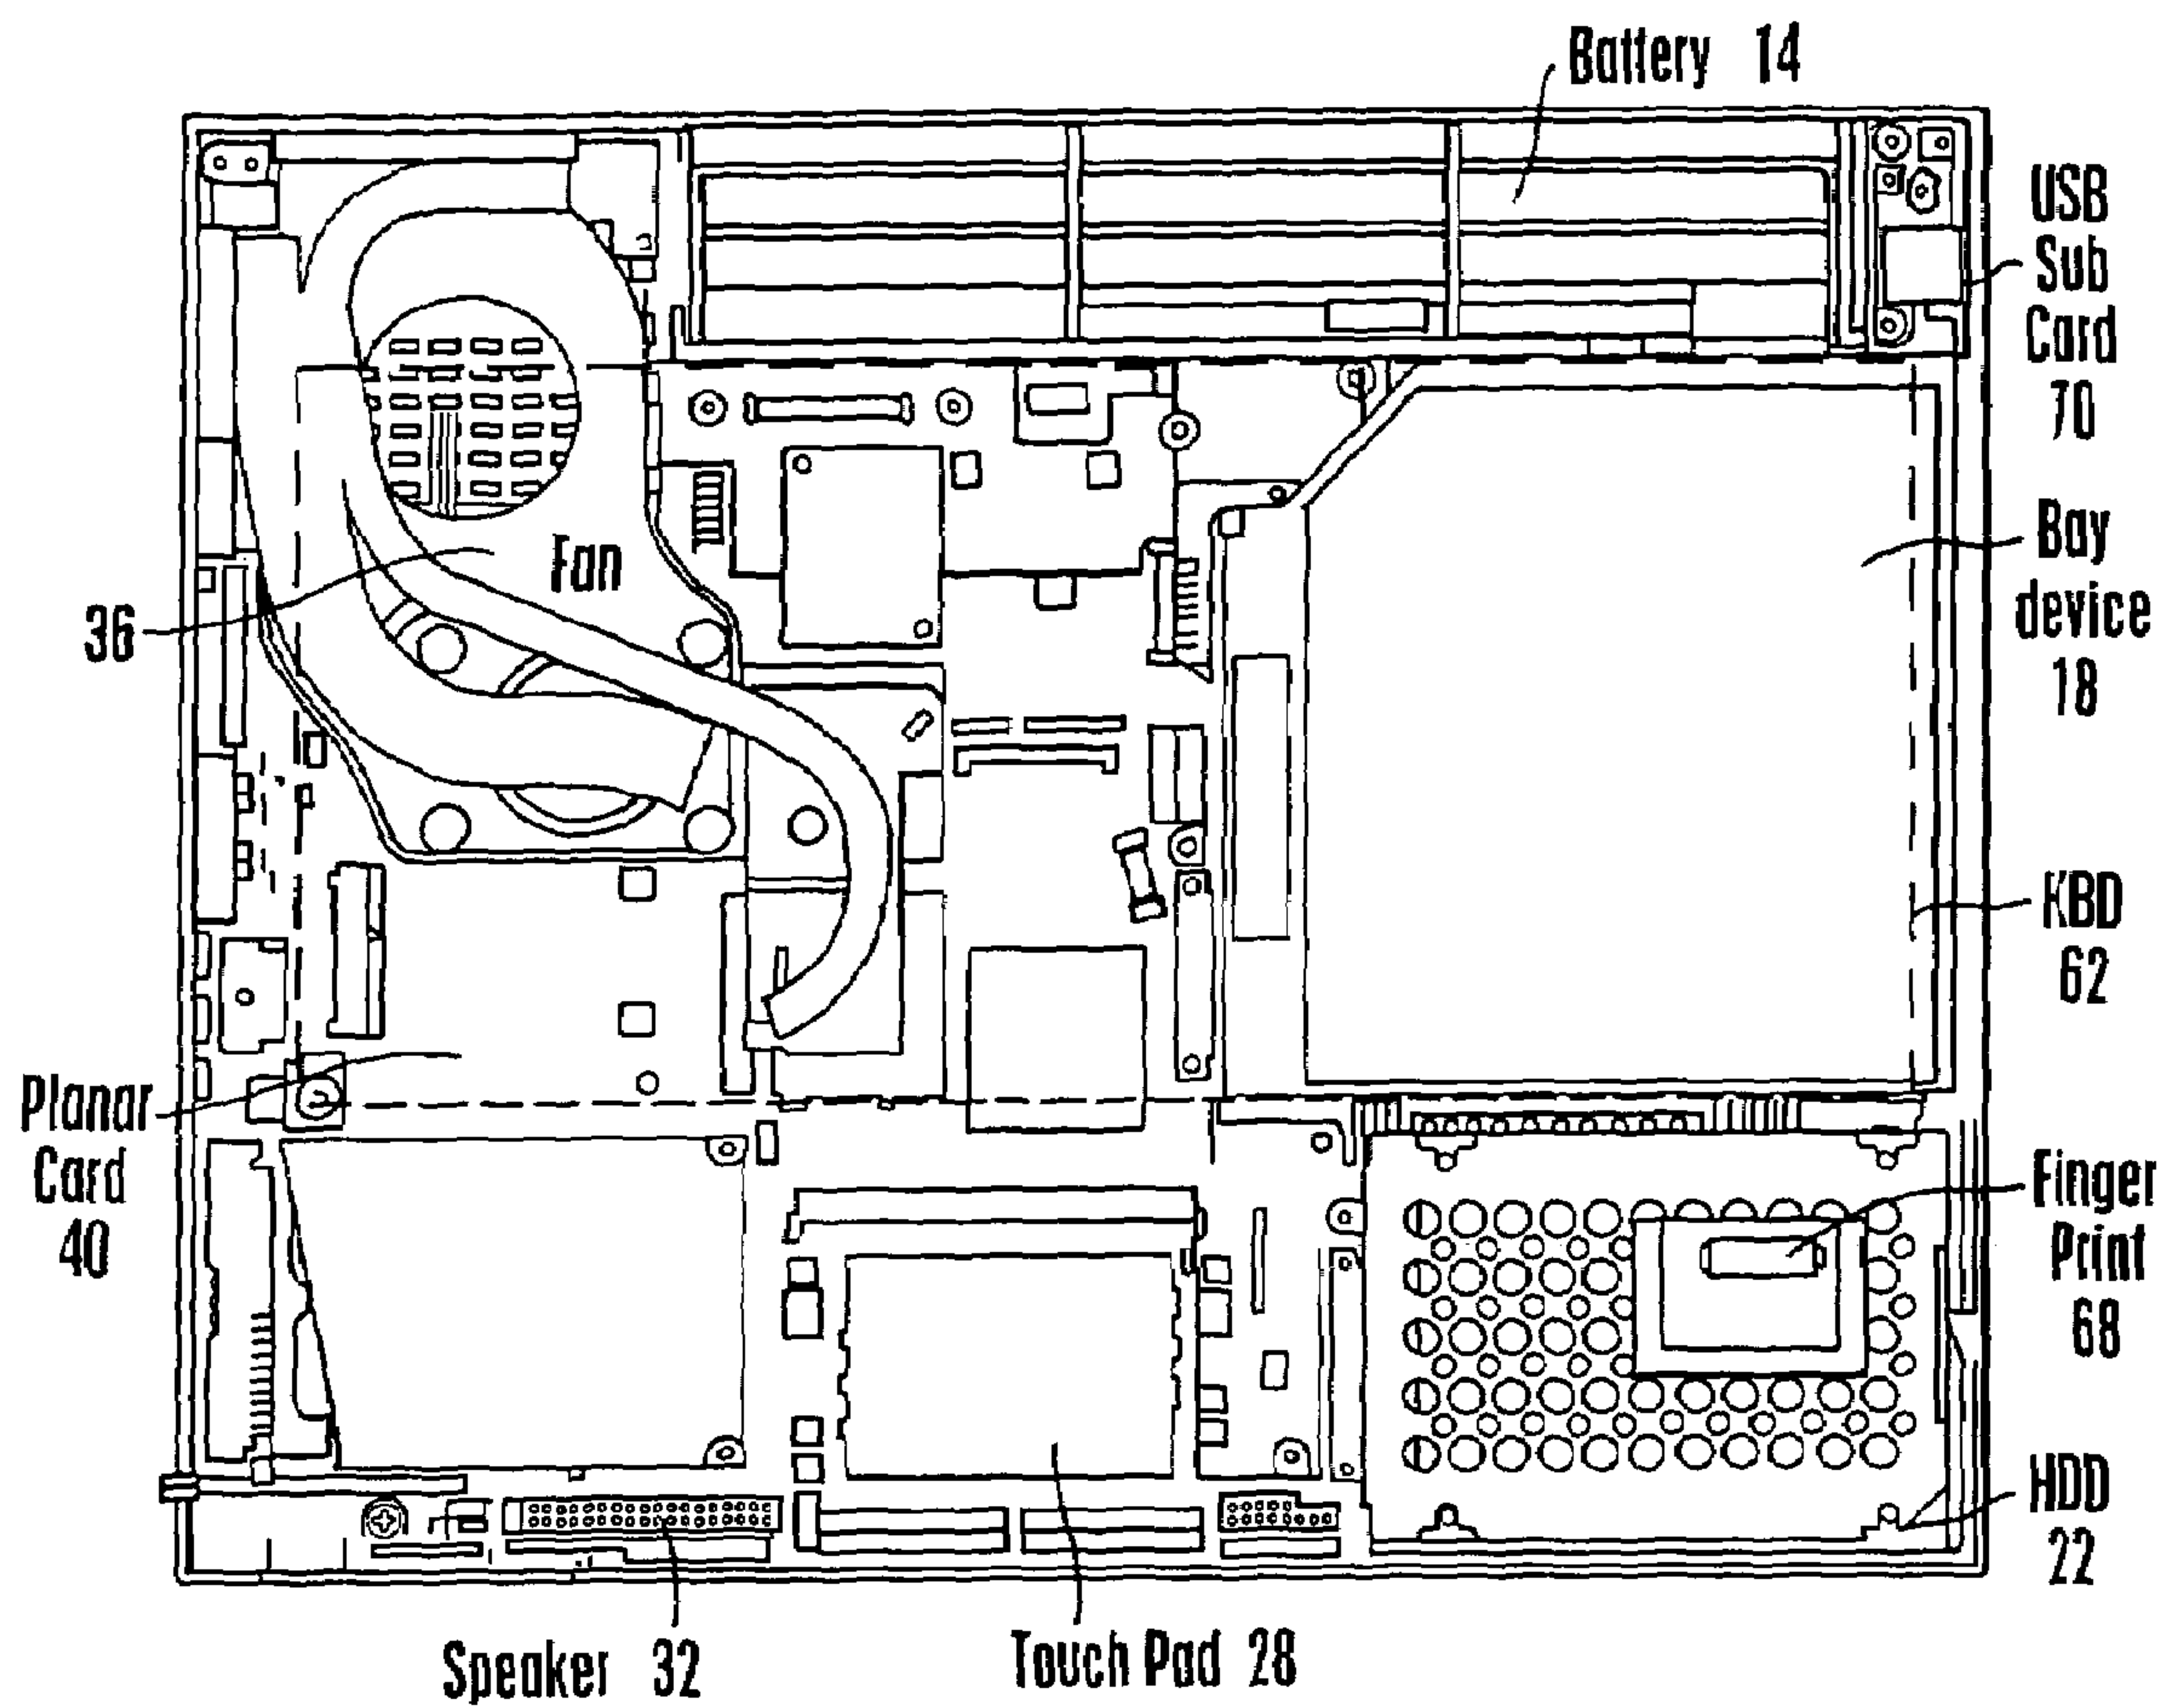 Battery 14
USB
Sub
Card
70
Bay
device
18
Fan
36
KBD
62
Planar
Card
40
Finger
Print
68
HDD
22
Speaker 32
Touch Pad 28